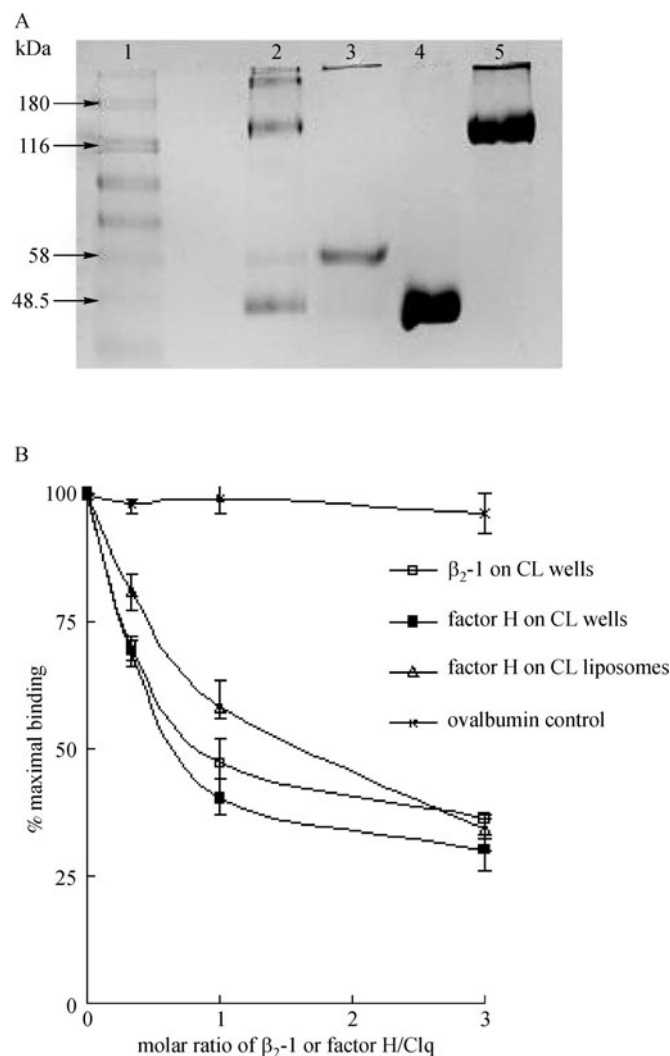 A
kDa
1 2 3 4 5
180
116
58
48.5
B
100
75
50
25
0
% maximal binding
β₂-1 on CL wells
factor H on CL wells
factor H on CL liposomes
ovalbumin control
0 1 2 3
molar ratio of β₂-1 or factor H/Clq